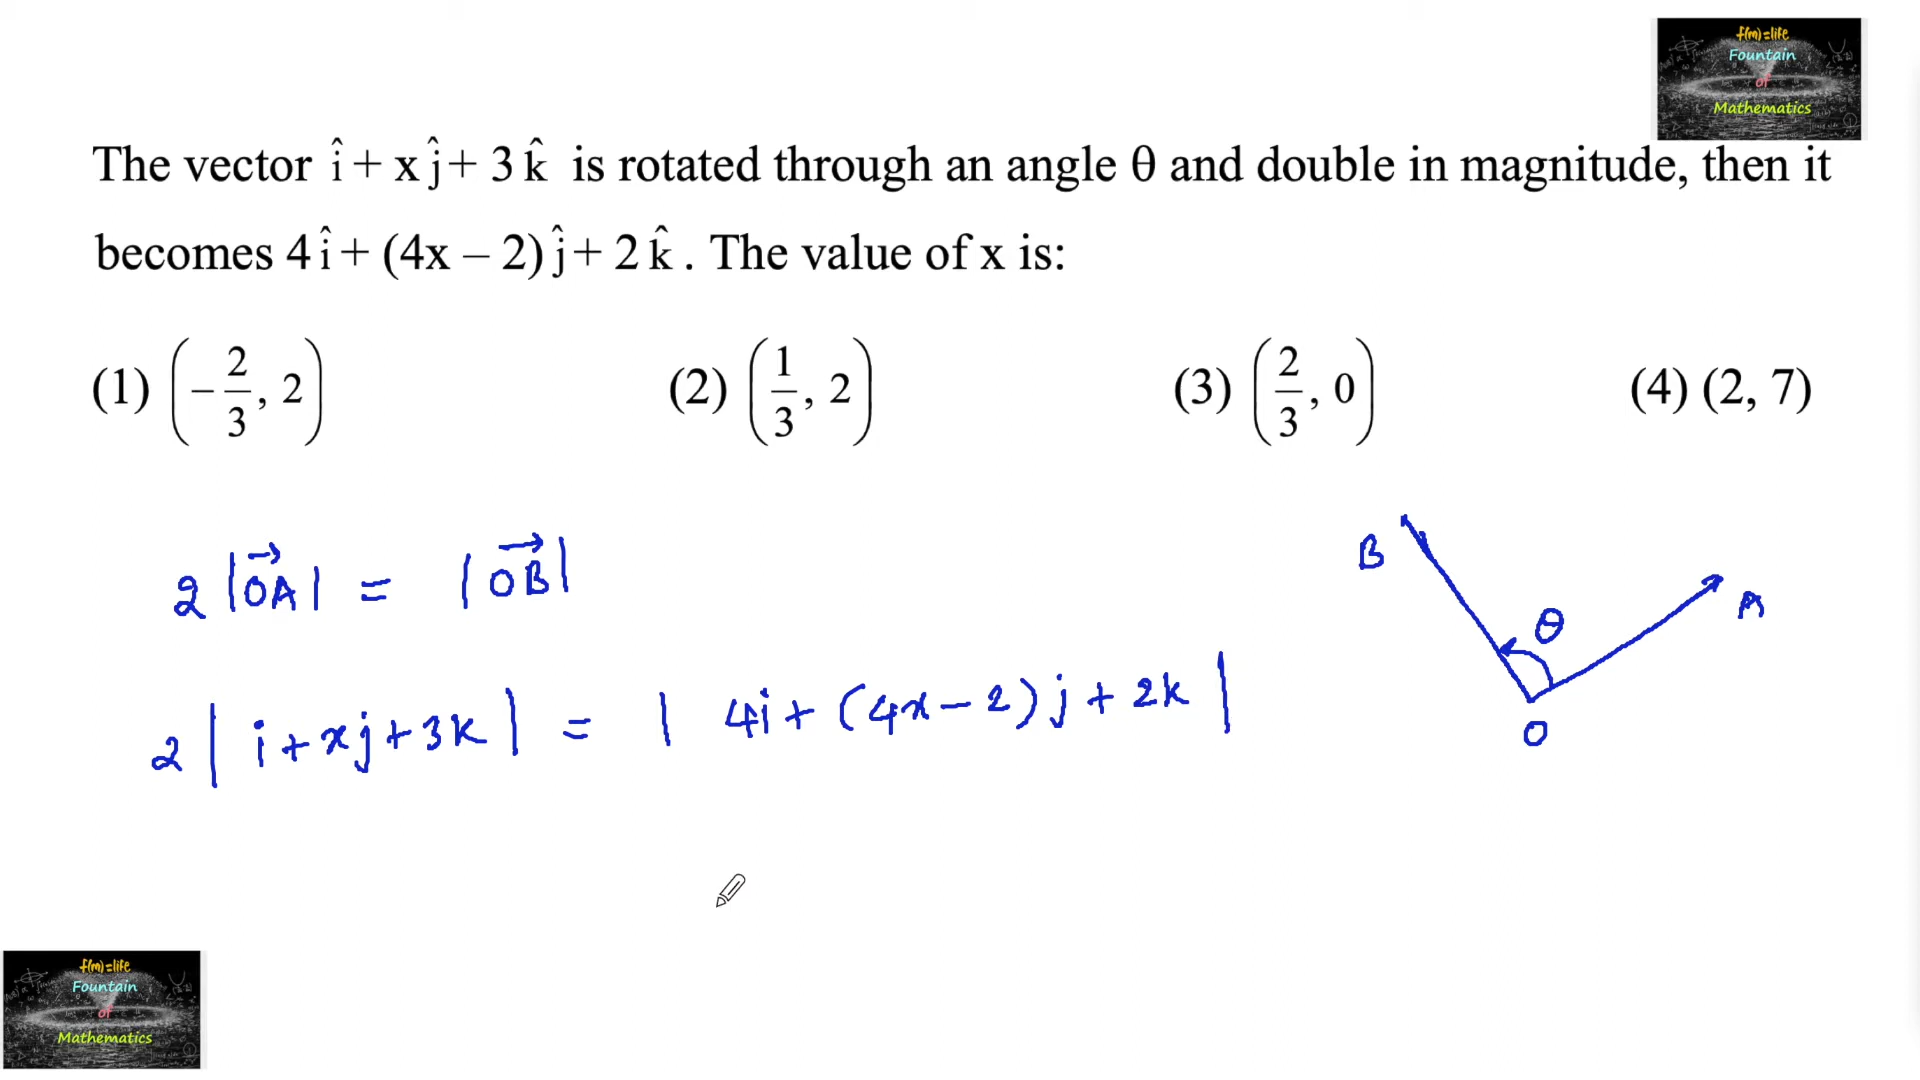 f(m)=life
Fountain
of
Mathematics
The vector î + x ĵ + 3 k̂ is rotated through an angle θ and double in magnitude, then it
becomes 4 î + (4x – 2) ĵ + 2 k̂ . The value of x is:
(1) (−2/3, 2) (2) (1/3, 2) (3) (2/3, 0) (4) (2, 7)
2 |OA⃗| = |OB⃗|
B
A
θ
2 | i + xj + 3k | = | 4i + (4x − 2) j + 2k |
O
f(m)=life
Fountain
of
Mathematics